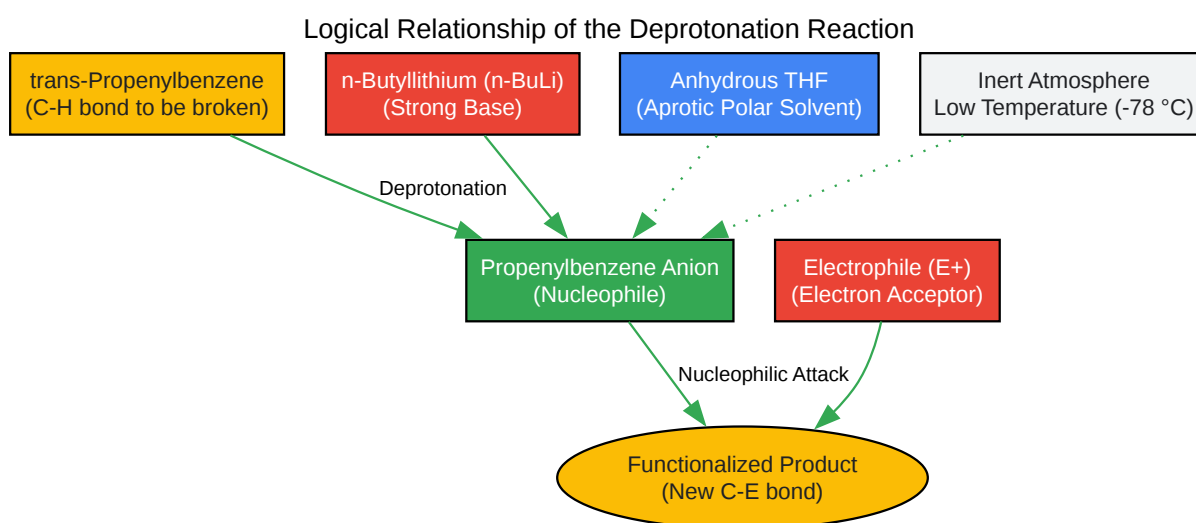 Logical Relationship of the Deprotonation Reaction
trans-Propenylbenzene
(C-H bond to be broken)
n-Butyllithium (n-BuLi)
(Strong Base)
Anhydrous THF
(Aprotic Polar Solvent)
Inert Atmosphere
Low Temperature (-78 °C)
Deprotonation
Propenylbenzene Anion
(Nucleophile)
Electrophile (E+)
(Electron Acceptor)
Nucleophilic Attack
Functionalized Product
(New C-E bond)